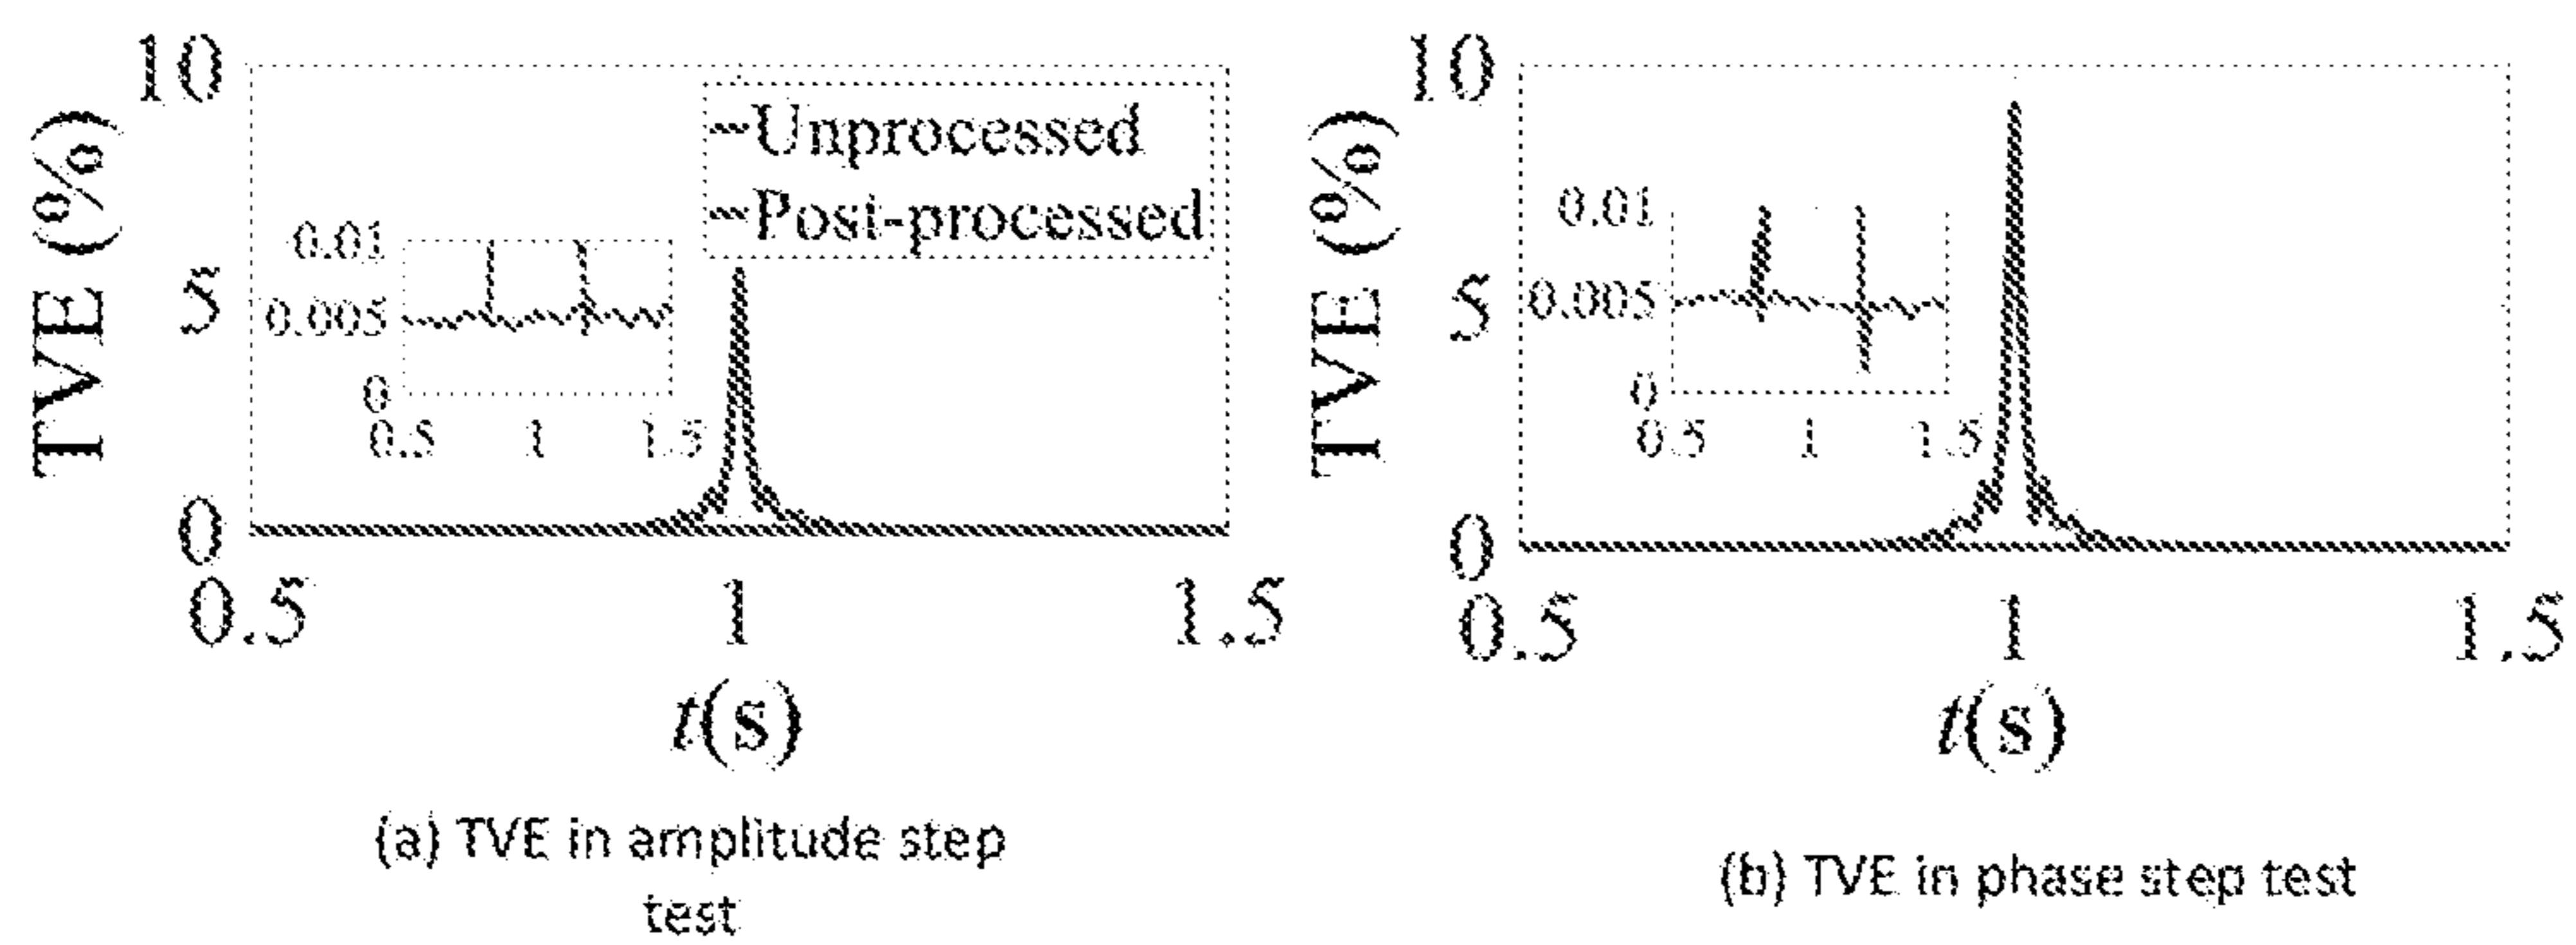 TVE (%)
10
5
0
0.5
1
1.5
t(s)
Unprocessed
Post-processed
0.01
0.005
0
0.5
1
1.5
(a) TVE in amplitude step
test
TVE (%)
10
5
0
0.5
1
1.5
t(s)
0.01
0.005
0
0.5
1
1.5
(b) TVE in phase step test